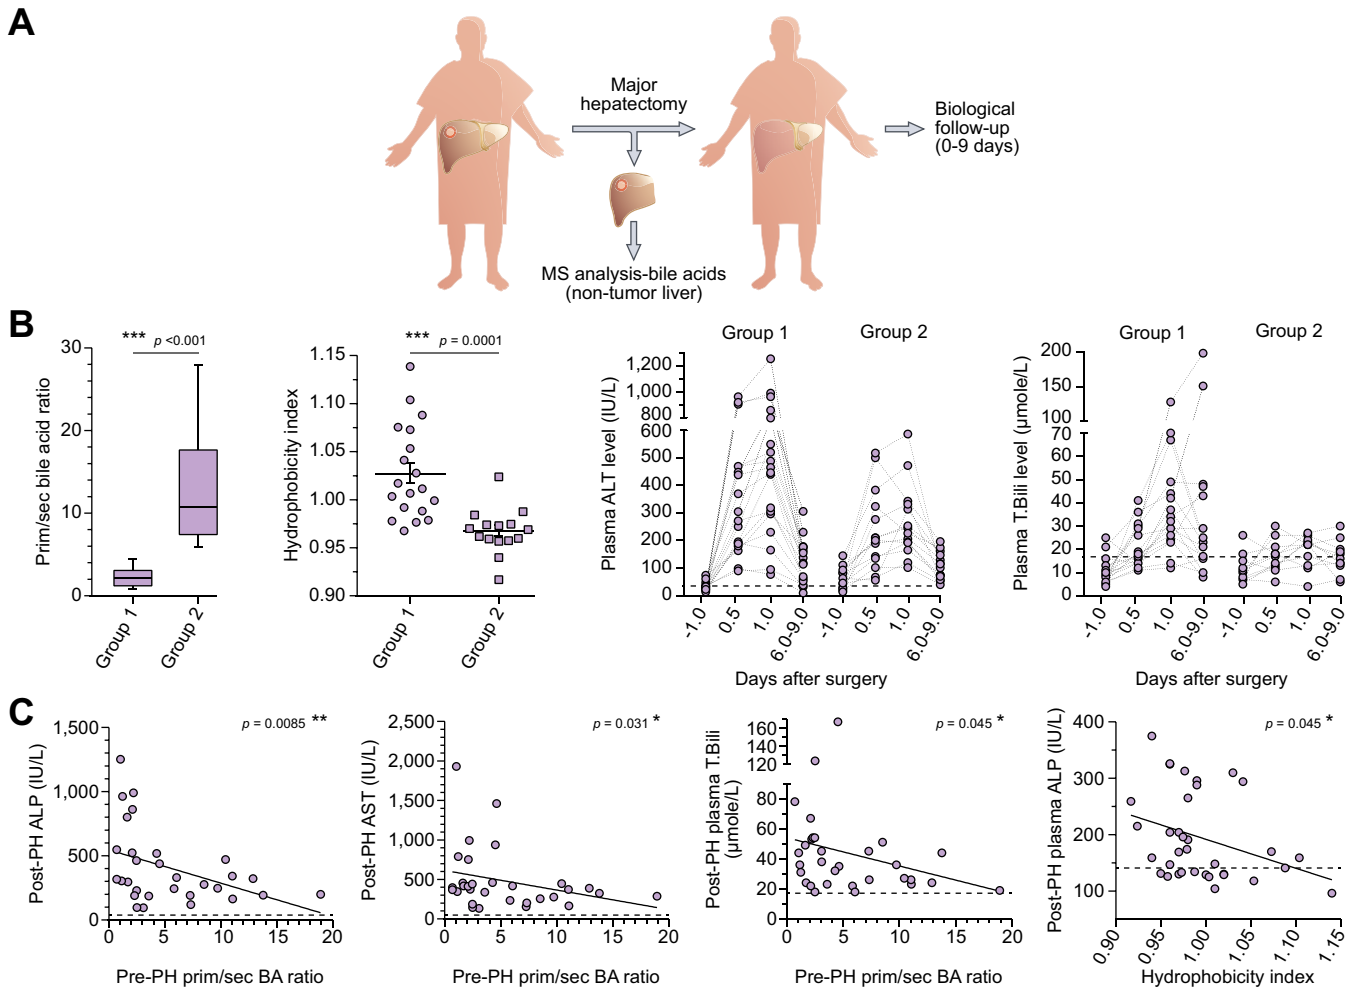 A
Major
hepatectomy
Biological
follow-up
(0-9 days)
MS analysis-bile acids
(non-tumor liver)
B
Prim/sec bile acid ratio
*** p <0.001
30
20
10
0
Group 1
Group 2
Hydrophobicity index
*** p = 0.0001
1.15
1.10
1.05
1.00
0.95
0.90
Group 1
Group 2
Plasma ALT level (IU/L)
Group 1
Group 2
1,200
1,000
800
600
500
400
300
200
100
0
-1.0
0.5
1.0
6.0-9.0
-1.0
0.5
1.0
6.0-9.0
Days after surgery
Plasma T.Bili level (µmole/L)
Group 1
Group 2
200
150
100
80
70
60
50
40
30
20
10
0
-1.0
0.5
1.0
6.0-9.0
-1.0
0.5
1.0
6.0-9.0
Days after surgery
C
Post-PH ALP (IU/L)
p = 0.0085 **
1,500
1,000
500
0
0
5
10
15
20
Pre-PH prim/sec BA ratio
Post-PH AST (IU/L)
p = 0.031 *
2,500
2,000
1,500
1,000
500
0
0
5
10
15
20
Pre-PH prim/sec BA ratio
Post-PH plasma T.Bili
(µmole/L)
p = 0.045 *
160
140
120
80
60
40
20
0
0
5
10
15
20
Pre-PH prim/sec BA ratio
Post-PH plasma ALP (IU/L)
p = 0.045 *
400
300
200
100
0.90
0.95
1.00
1.05
1.10
1.15
Hydrophobicity index